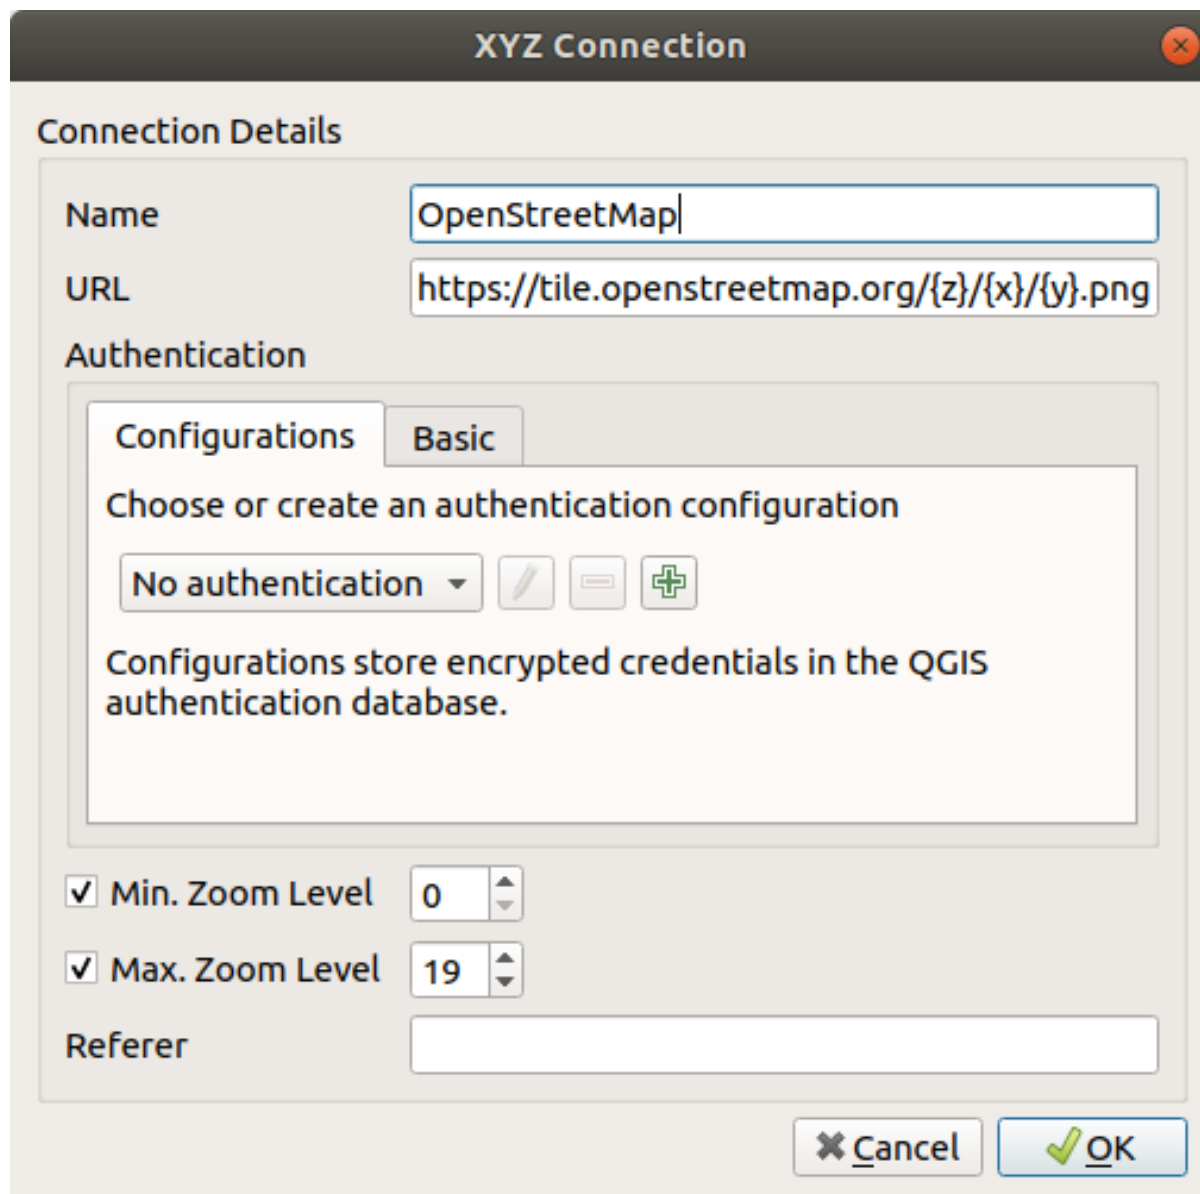 XYZ Connection
Connection Details
Name
OpenStreetMap
URL
https://tile.openstreetmap.org/{z}/{x}/{y}.png
Authentication
Configurations
Basic
Choose or create an authentication configuration
No authentication
Configurations store encrypted credentials in the QGIS
authentication database.
Min. Zoom Level
0
Max. Zoom Level
19
Referer
Cancel
OK